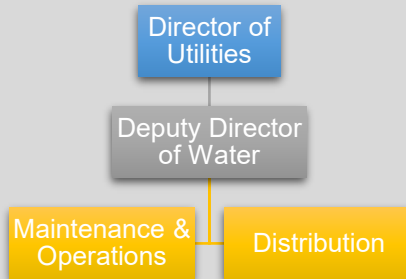 Director of
Utilities
Deputy Director
of Water
Maintenance &
Operations
Distribution